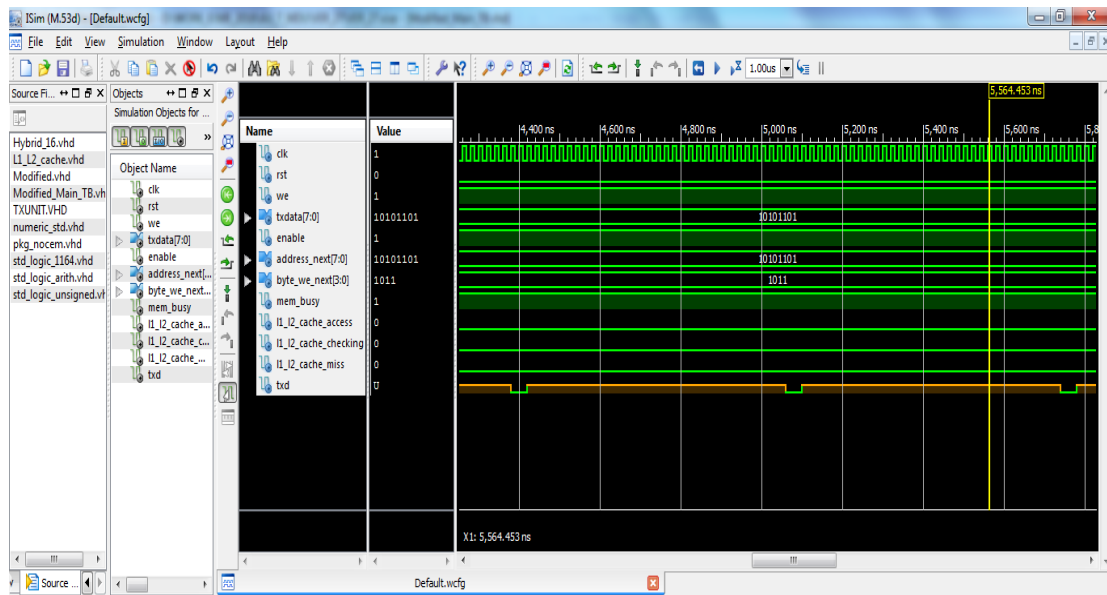 ISim (M.53d) - [Default.wcfg]
File Edit View Simulation Window Layout Help
1.00us
Source Fi...
Objects
Simulation Objects for ...
Object Name
Hybrid_16.vhd
L1_L2_cache.vhd
Modified.vhd
Modified_Main_TB.vh
TXUNIT.VHD
numeric_std.vhd
pkg_nocem.vhd
std_logic_1164.vhd
std_logic_arith.vhd
std_logic_unsigned.vh
clk
rst
we
txdata[7:0]
enable
address_next[...
byte_we_next...
mem_busy
l1_l2_cache_a...
l1_l2_cache_c...
l1_l2_cache_...
txd
Name Value
clk 1
rst 0
we 1
txdata[7:0] 10101101
enable 1
address_next[7:0] 10101101
byte_we_next[3:0] 1011
mem_busy 1
l1_l2_cache_access 0
l1_l2_cache_checking 0
l1_l2_cache_miss 0
txd U
5,564.453 ns
4,400 ns 4,600 ns 4,800 ns 5,000 ns 5,200 ns 5,400 ns 5,600 ns 5,8
10101101
10101101
1011
X1: 5,564.453 ns
Source ...
Default.wcfg